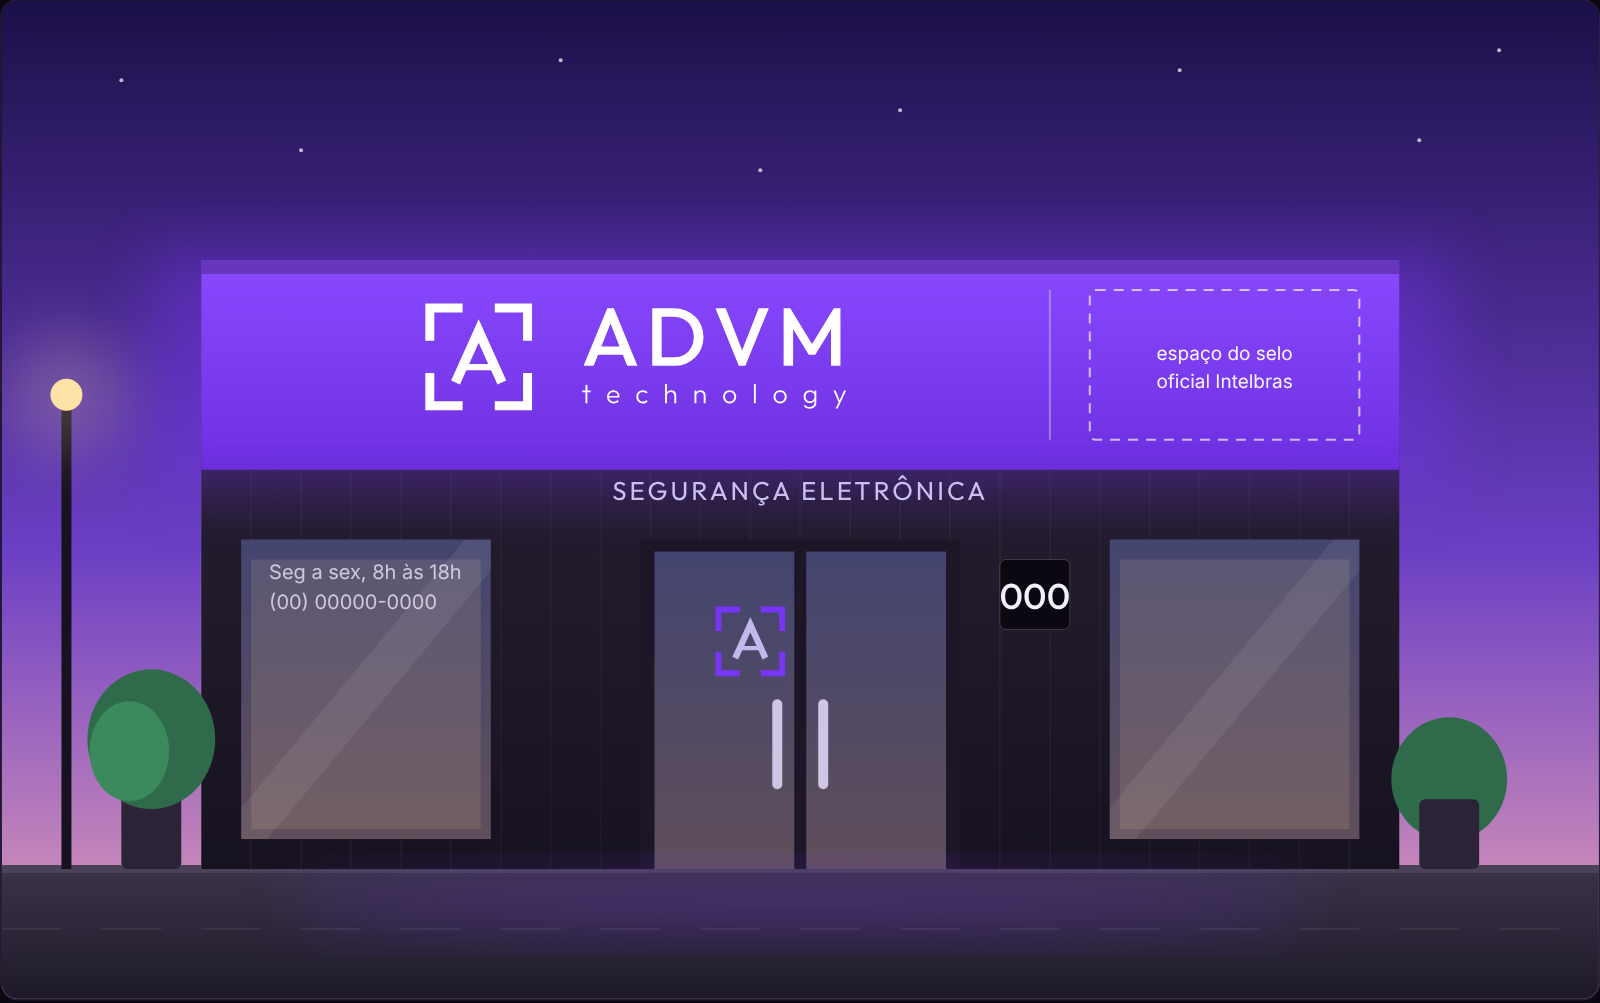 A
ADVM
technology
espaço do selo
oficial Intelbras
SEGURANÇA ELETRÔNICA
Seg a sex, 8h às 18h
(00) 00000-0000
A
000